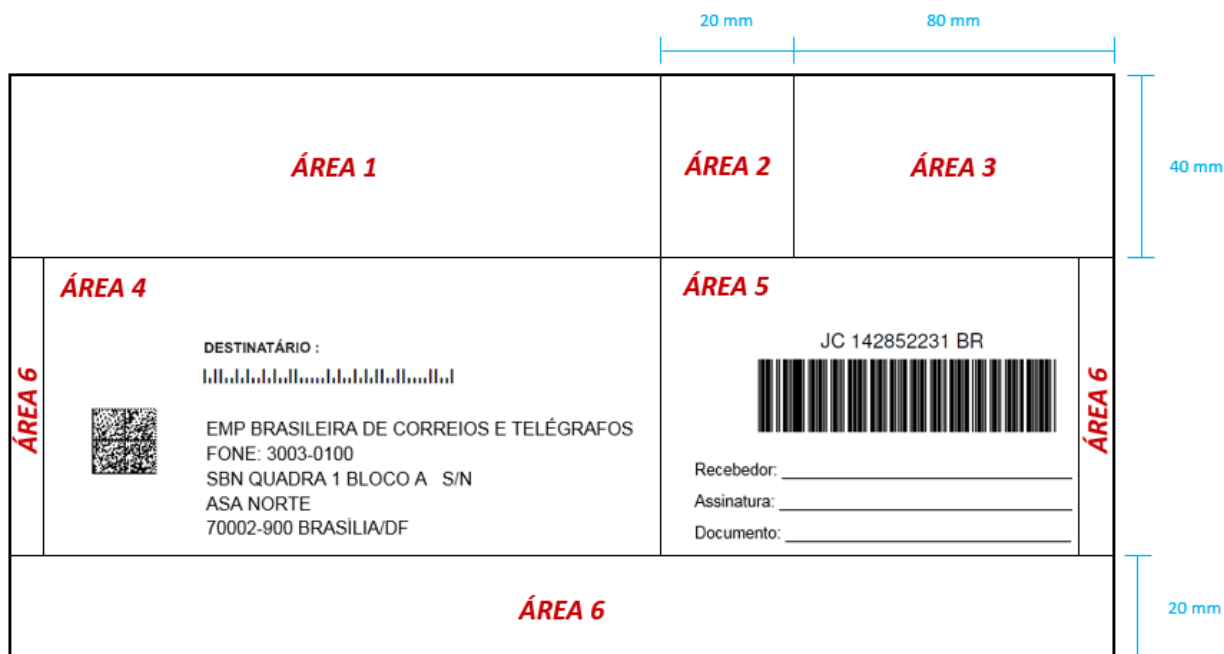 20 mm
80 mm
ÁREA 1
ÁREA 2
ÁREA 3
40 mm
ÁREA 4
DESTINATÁRIO :
EMP BRASILEIRA DE CORREIOS E TELÉGRAFOS
FONE: 3003-0100
SBN QUADRA 1 BLOCO A S/N
ASA NORTE
70002-900 BRASÍLIA/DF
ÁREA 5
JC 142852231 BR
Recebedor:
Assinatura:
Documento:
ÁREA 6
ÁREA 6
ÁREA 6
20 mm